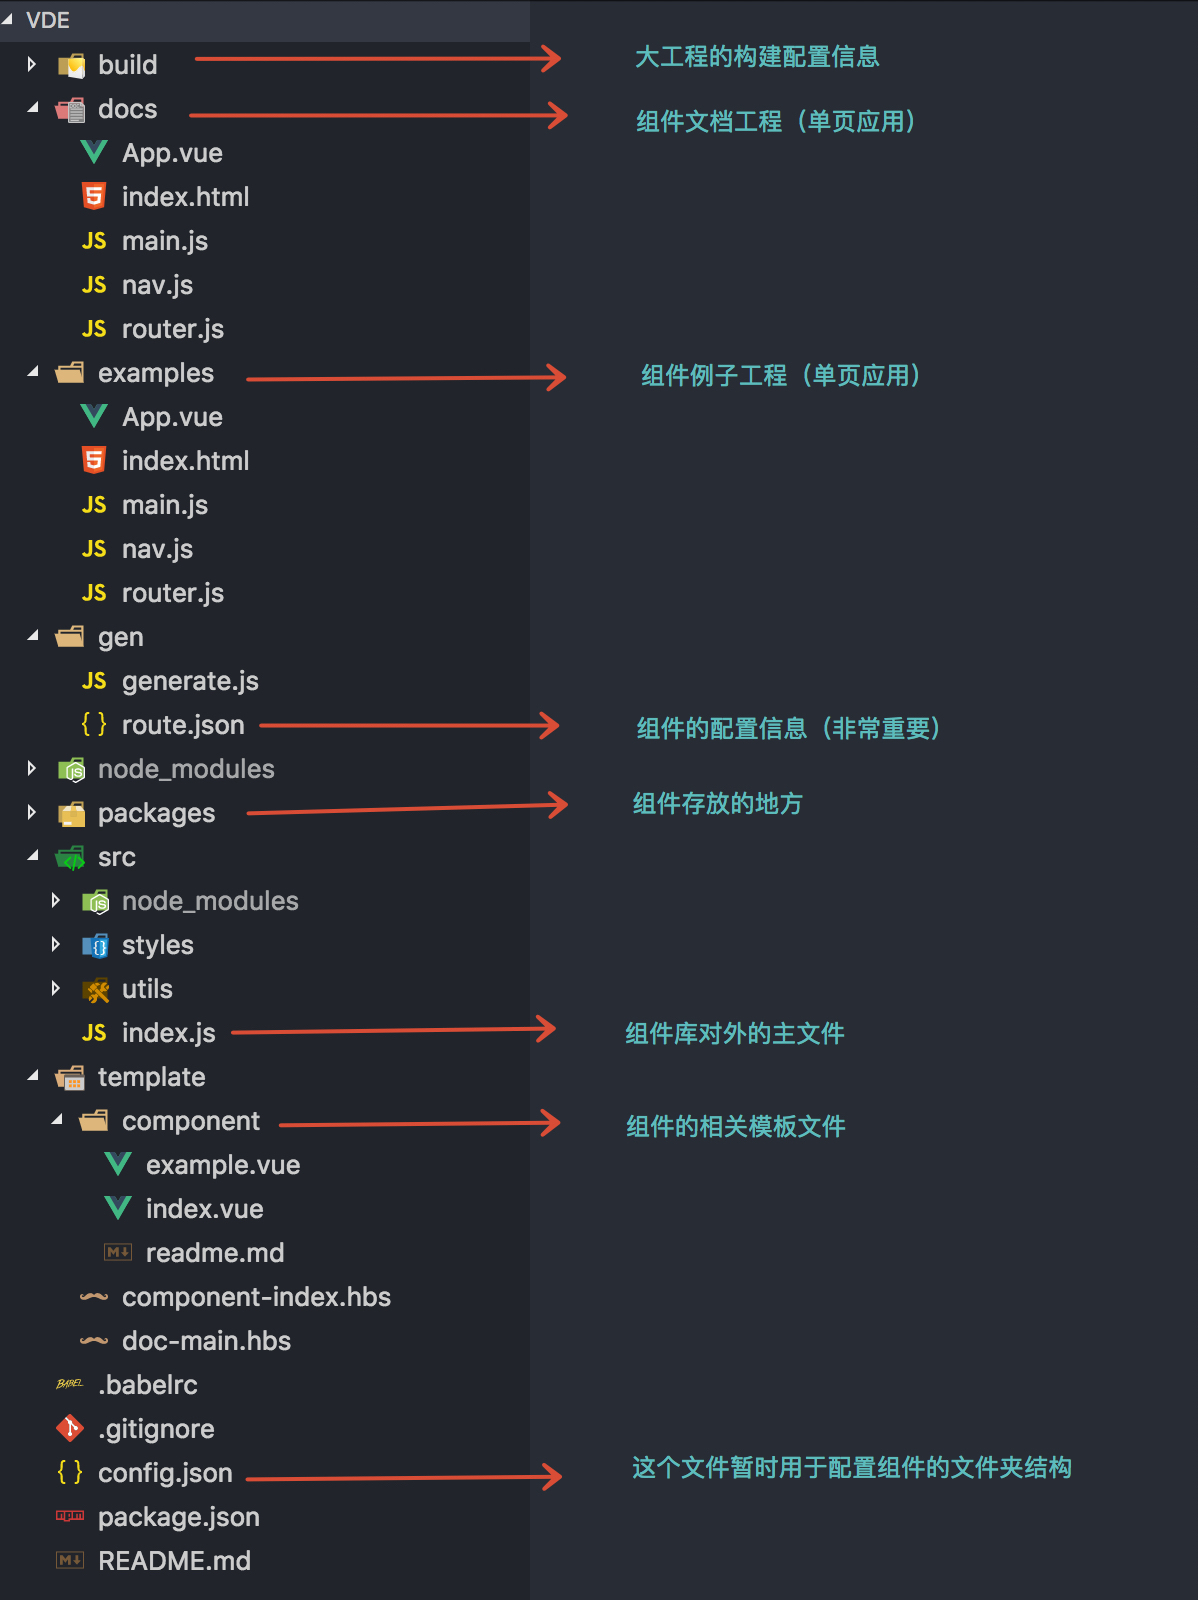 VDE
build 大工程的构建配置信息
docs 组件文档工程（单页应用）
App.vue
index.html
JS main.js
JS nav.js
JS router.js
examples 组件例子工程（单页应用）
App.vue
index.html
JS main.js
JS nav.js
JS router.js
gen
JS generate.js
{ } route.json 组件的配置信息（非常重要）
node_modules
packages 组件存放的地方
src
node_modules
styles
utils
JS index.js 组件库对外的主文件
template
component 组件的相关模板文件
example.vue
index.vue
M↓ readme.md
component-index.hbs
doc-main.hbs
BABEL .babelrc
.gitignore
{ } config.json 这个文件暂时用于配置组件的文件夹结构
package.json
M↓ README.md